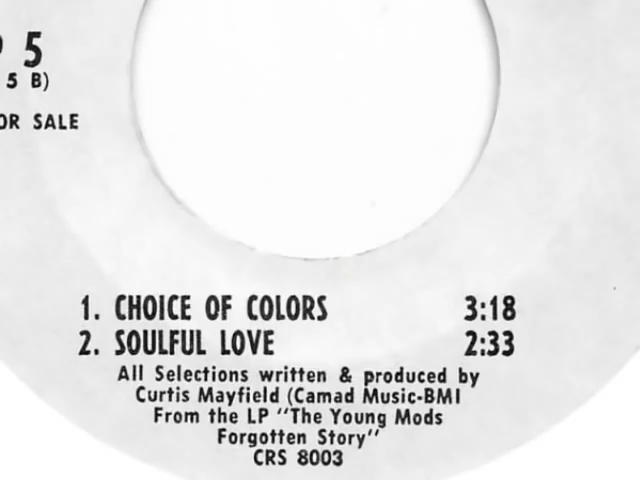 5
5 B)
OR SALE
1. CHOICE OF COLORS 3:18
2. SOULFUL LOVE 2:33
All Selections written & produced by
Curtis Mayfield (Camad Music-BMI
From the LP "The Young Mods
Forgotten Story"
CRS 8003